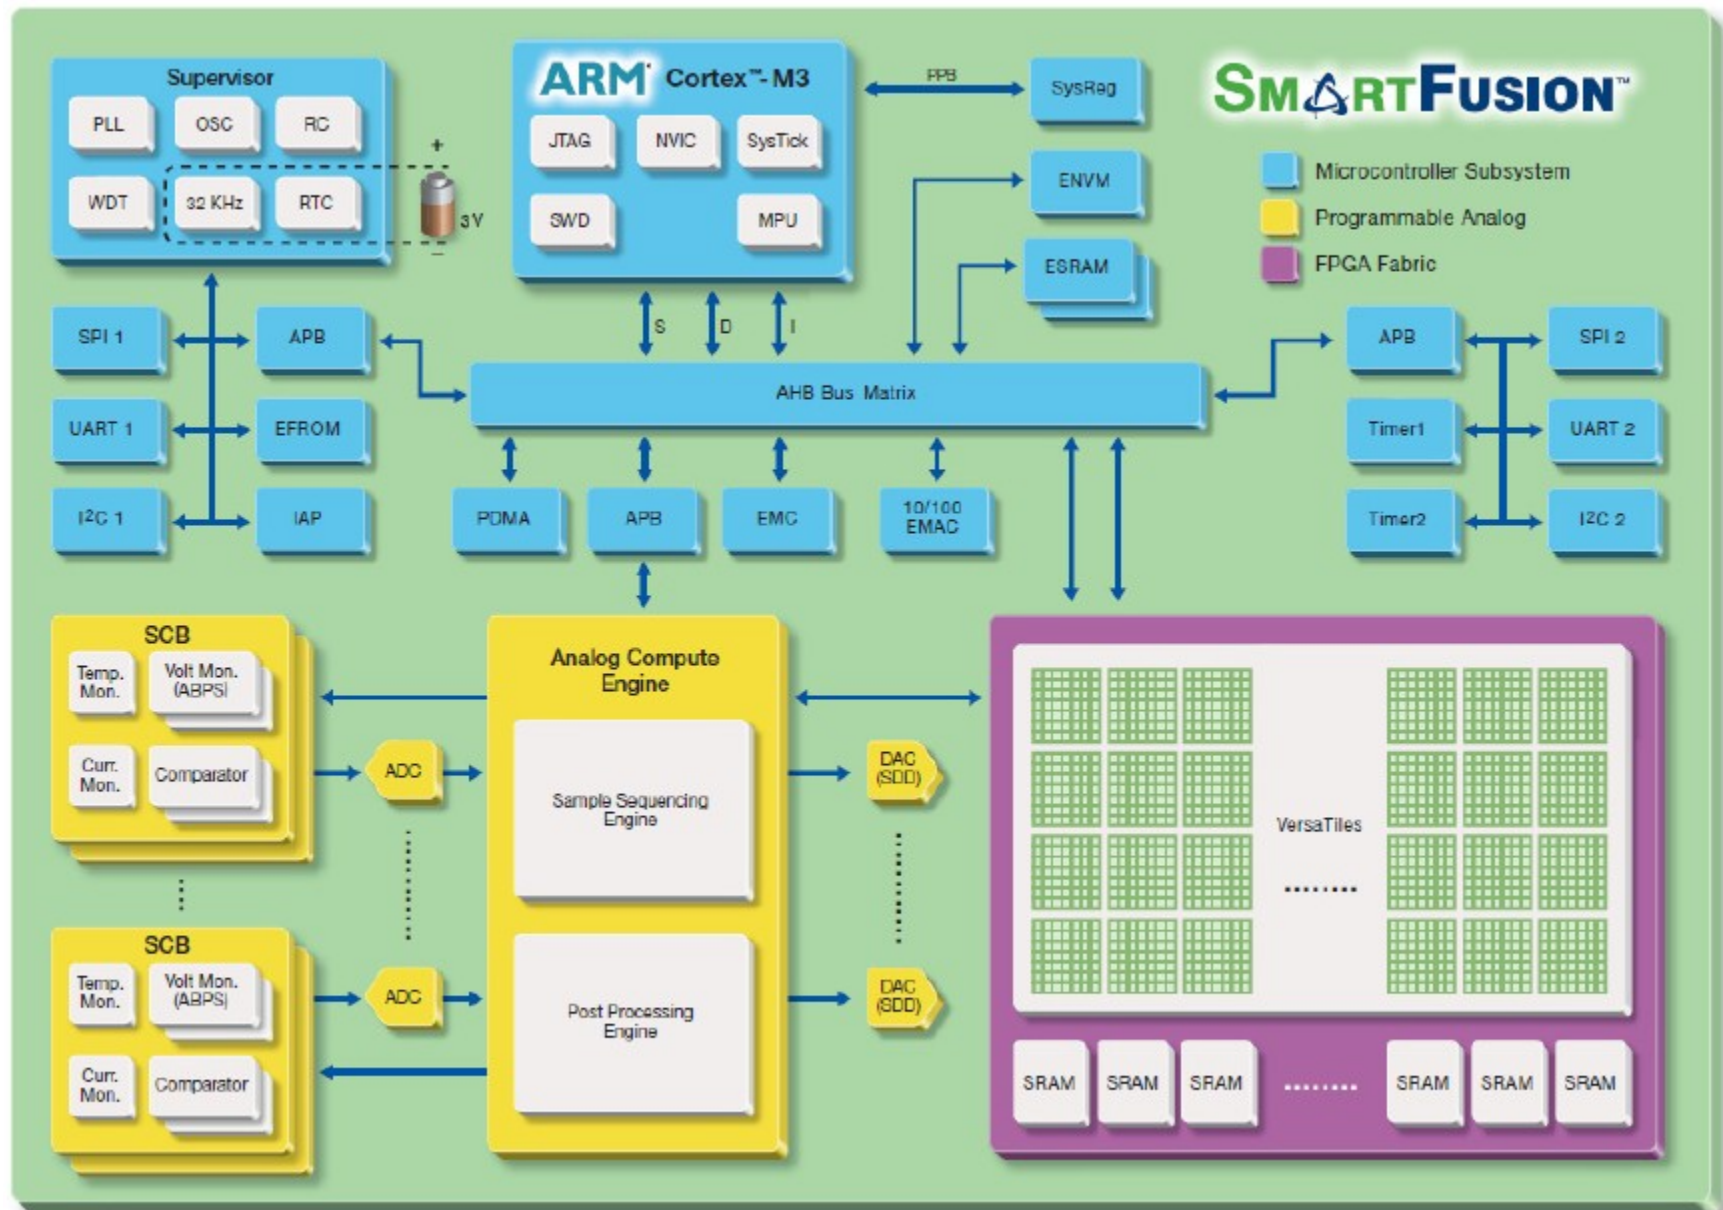 Supervisor
PLL
OSC
RC
WDT
32 KHz
RTC
+
3V
–
ARM® Cortex™-M3
JTAG
NVIC
SysTick
SWD
MPU
PPB
SysReg
ENVM
ESRAM
SMARTFUSION™
Microcontroller Subsystem
Programmable Analog
FPGA Fabric
S
D
I
SPI 1
APB
UART 1
EFROM
I²C 1
IAP
AHB Bus Matrix
APB
SPI 2
Timer1
UART 2
Timer2
I²C 2
PDMA
APB
EMC
10/100
EMAC
SCB
Temp.
Mon.
Volt Mon.
(ABPS)
Curr.
Mon.
Comparator
ADC
SCB
Temp.
Mon.
Volt Mon.
(ABPS)
Curr.
Mon.
Comparator
ADC
Analog Compute
Engine
Sample Sequencing
Engine
Post Processing
Engine
DAC
(SDD)
DAC
(SDD)
VersaTiles
SRAM
SRAM
SRAM
SRAM
SRAM
SRAM